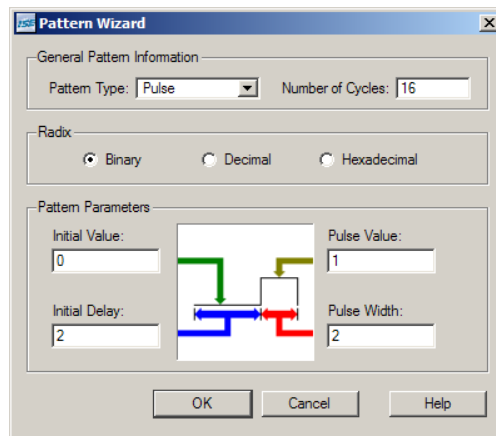 ISE Pattern Wizard
General Pattern Information
Pattern Type: Pulse Number of Cycles: 16
Radix
Binary Decimal Hexadecimal
Pattern Parameters
Initial Value: Pulse Value:
0 1
Initial Delay: Pulse Width:
2 2
OK Cancel Help